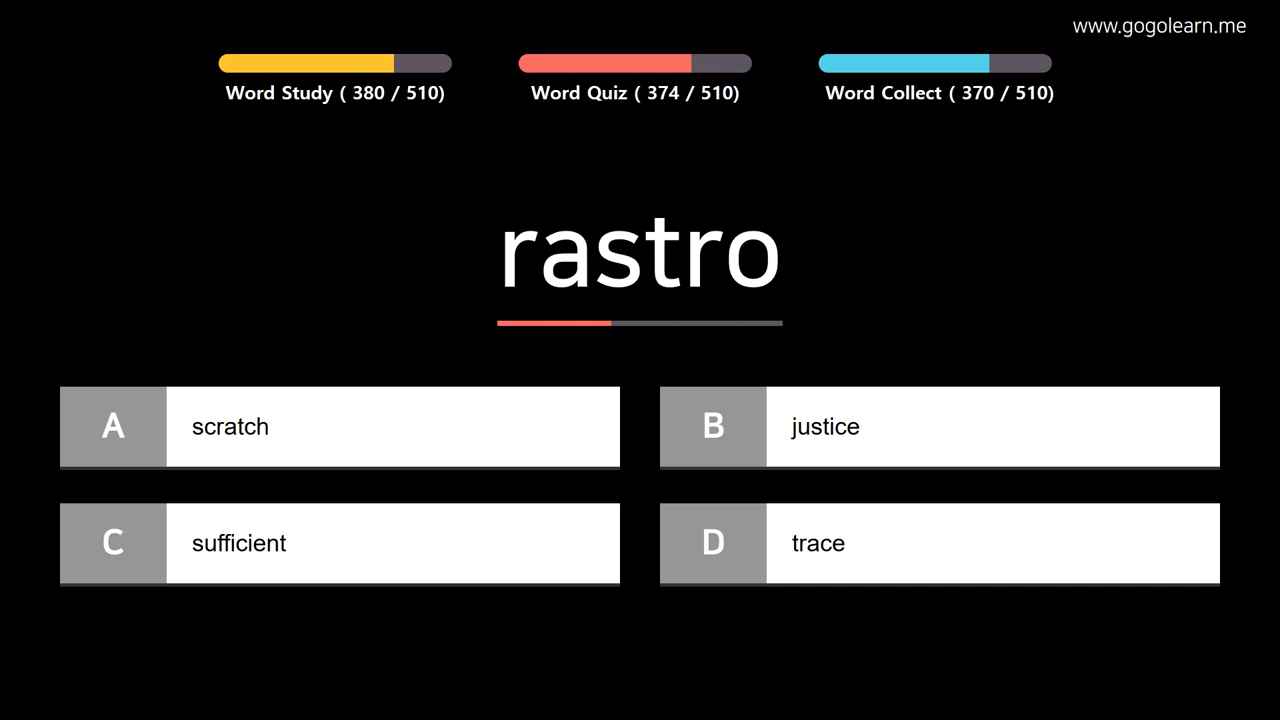 www.gogolearn.me
Word Study ( 380 / 510)
Word Quiz ( 374 / 510)
Word Collect ( 370 / 510)
rastro
A scratch
B justice
C sufficient
D trace